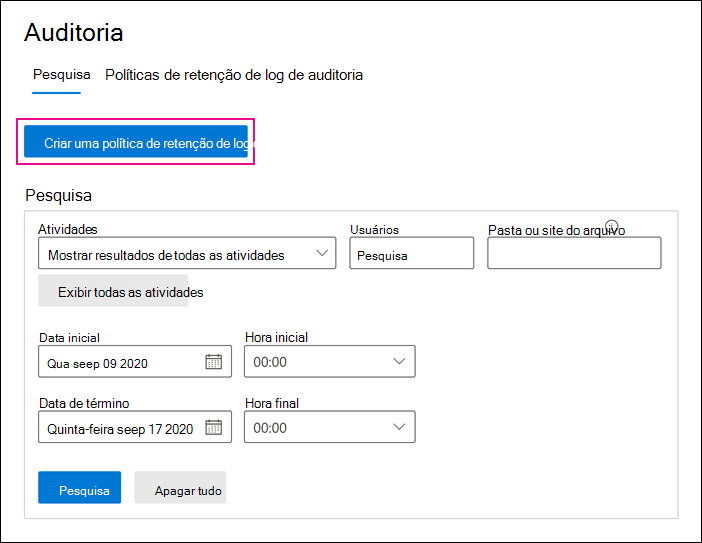 Auditoria
Pesquisa Políticas de retenção de log de auditoria
Criar uma política de retenção de log
Pesquisa
Atividades Usuários Pasta ou site do arquivo
Mostrar resultados de todas as atividades Pesquisa
Exibir todas as atividades
Data inicial Hora inicial
Qua seep 09 2020 00:00
Data de término Hora final
Quinta-feira seep 17 2020 00:00
Pesquisa Apagar tudo